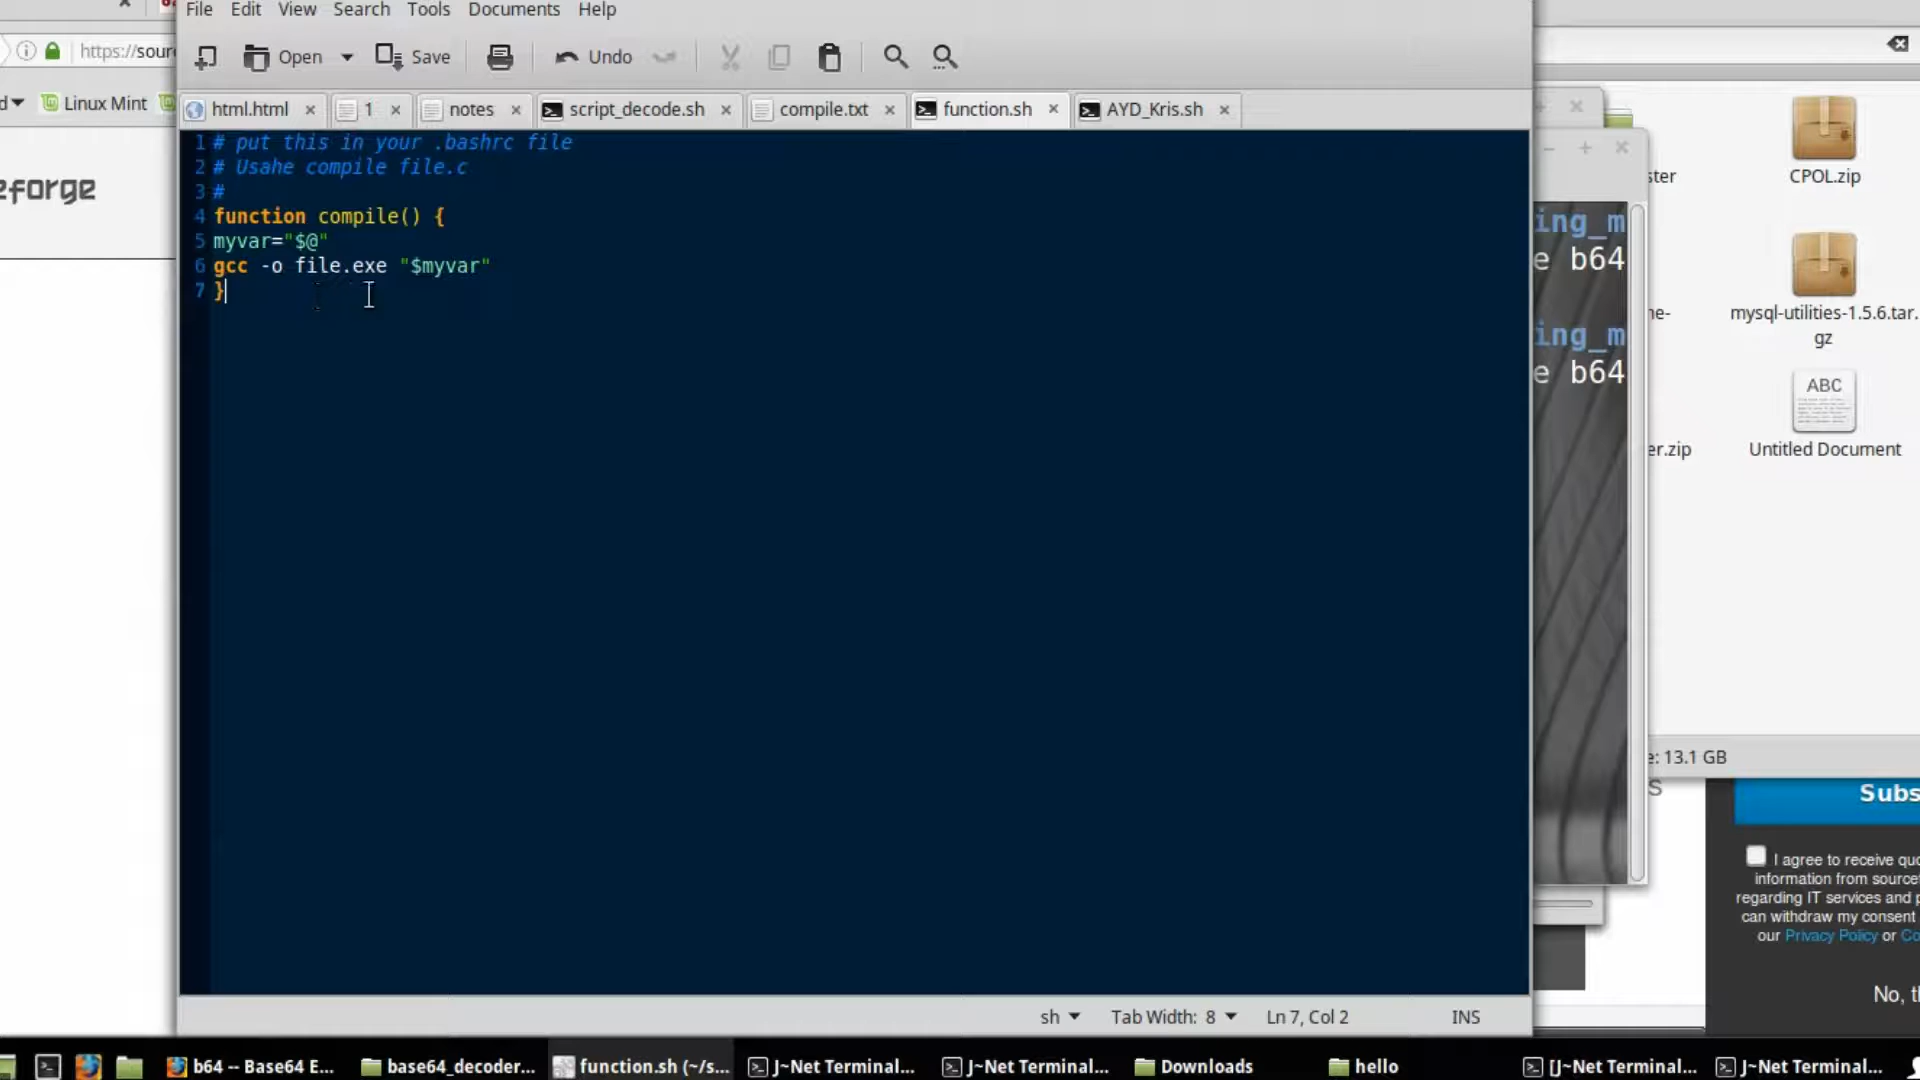 File Edit View Search Tools Documents Help
https://sour
Open Save Undo
d Linux Mint
html.html 1 notes script_decode.sh compile.txt function.sh AYD_Kris.sh
1 # put this in your .bashrc file
2 # Usahe compile file.c
3 #
4 function compile() {
5 myvar="$@"
6 gcc -o file.exe "$myvar"
7 }
eforge
ing_m
e b64
ing_m
e b64
ster
CPOL.zip
ne-
mysql-utilities-1.5.6.tar.
gz
ABC
er.zip
Untitled Document
e: 13.1 GB
s
Subs
I agree to receive quo
information from source
regarding IT services and p
can withdraw my consent
our Privacy Policy or Co
No, t
sh Tab Width: 8 Ln 7, Col 2 INS
b64 -- Base64 E... base64_decoder... function.sh (~/s... J~Net Terminal... J~Net Terminal... Downloads hello [J~Net Terminal... J~Net Terminal...